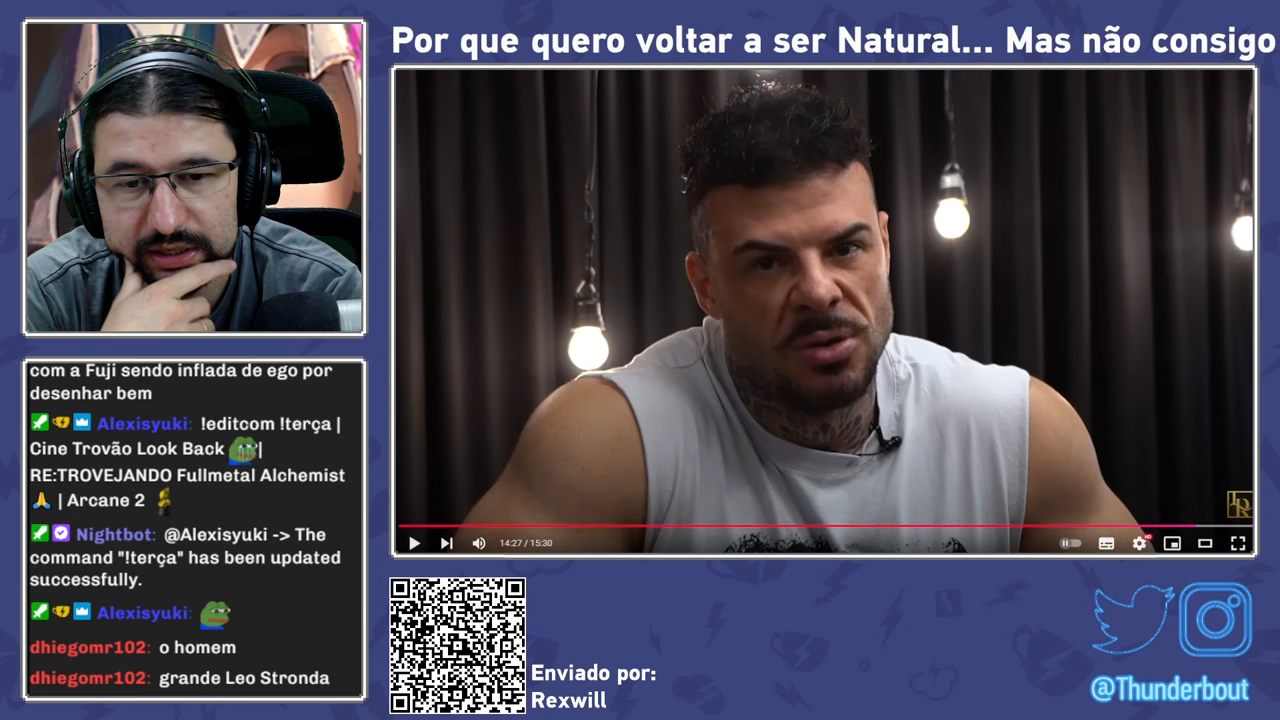 Por que quero voltar a ser Natural... Mas não consigo
com a Fuji sendo inflada de ego por
desenhar bem
Alexisyuki: !editcom !terça |
Cine Trovão Look Back |
RE:TROVEJANDO Fullmetal Alchemist
| Arcane 2
Nightbot: @Alexisyuki -> The
command "!terça" has been updated
successfully.
Alexisyuki:
dhiegomr102: o homem
dhiegomr102: grande Leo Stronda
14:27 / 15:30
HD
Enviado por:
Rexwill
@Thunderbout